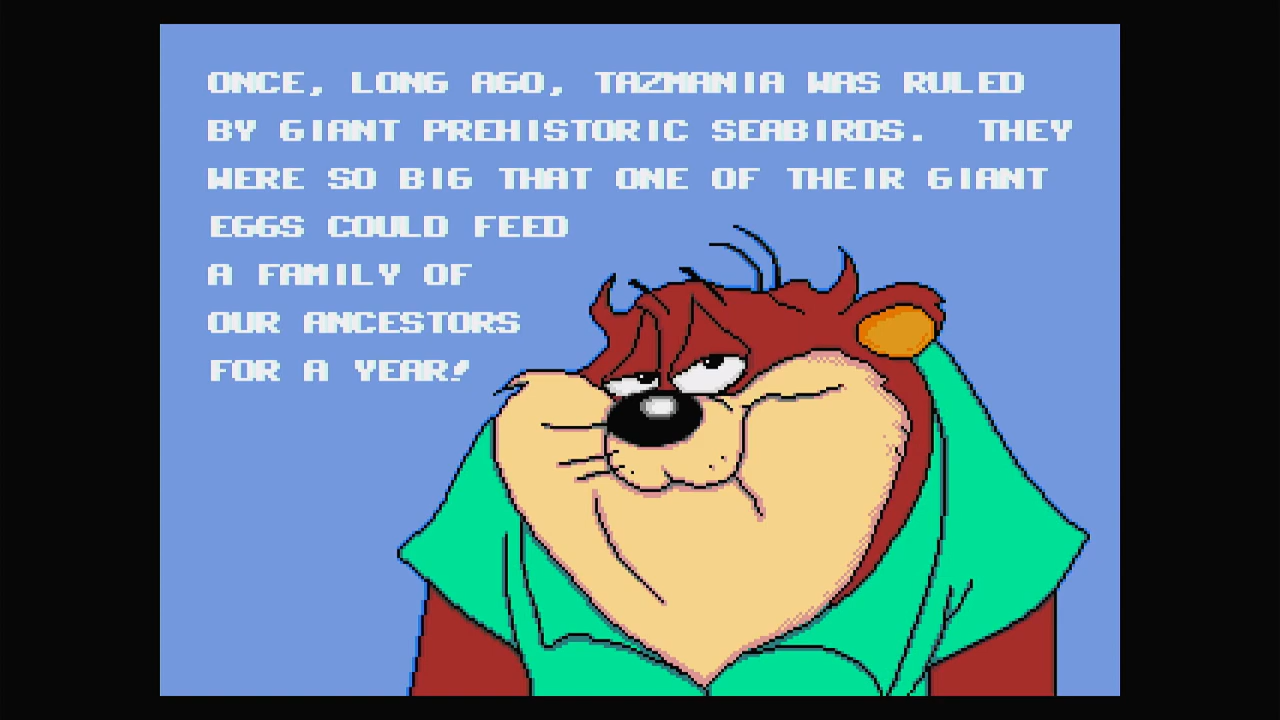 ONCE, LONG AGO, TAZMANIA WAS RULED
BY GIANT PREHISTORIC SEABIRDS.  THEY
WERE SO BIG THAT ONE OF THEIR GIANT
EGGS COULD FEED
A FAMILY OF
OUR ANCESTORS
FOR A YEAR!